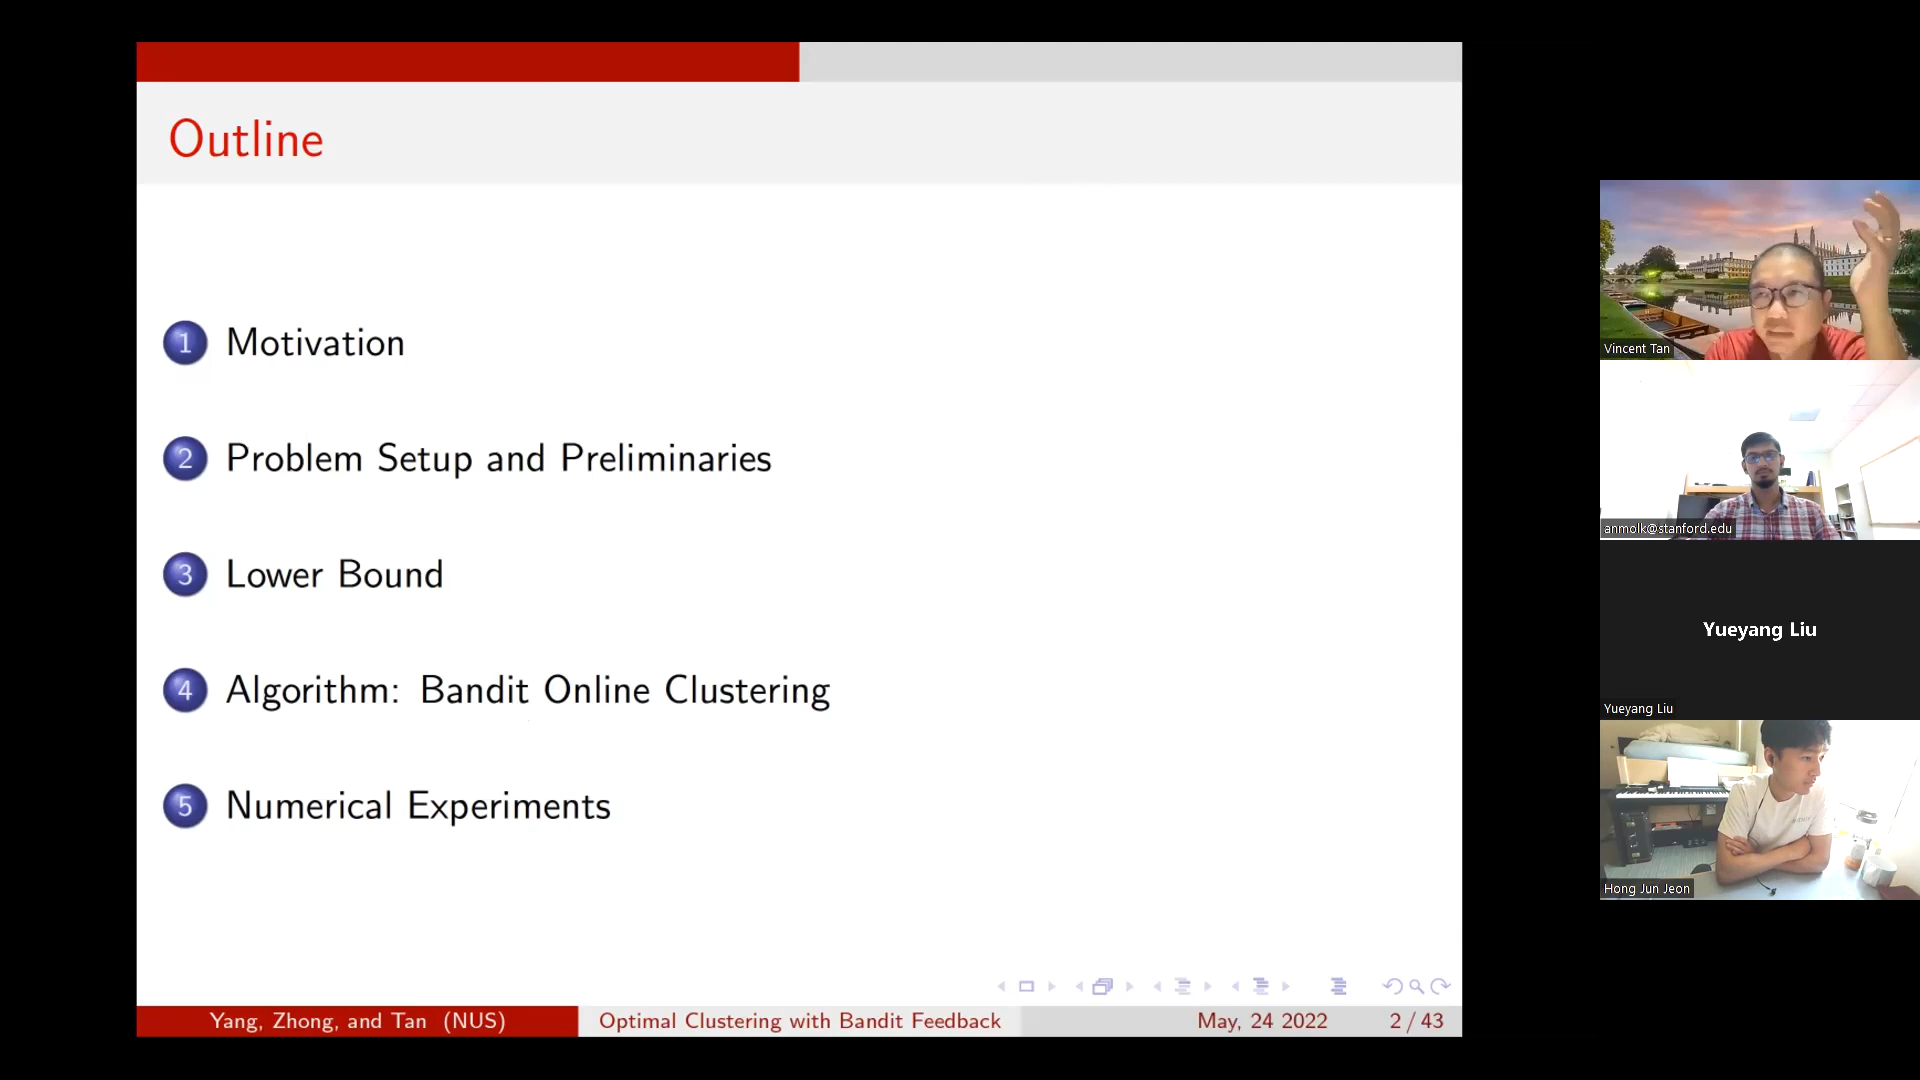 Outline
1 Motivation
2 Problem Setup and Preliminaries
3 Lower Bound
4 Algorithm: Bandit Online Clustering
5 Numerical Experiments
Yang, Zhong, and Tan (NUS) Optimal Clustering with Bandit Feedback May, 24 2022 2 / 43
Vincent Tan
anmolk@stanford.edu
Yueyang Liu
Yueyang Liu
Hong Jun Jeon